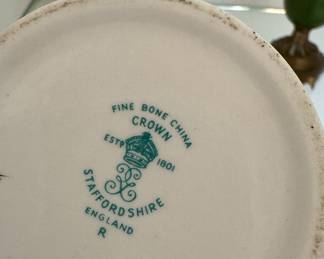 FINE BONE CHINA
CROWN
ESTD 1801
STAFFORDSHIRE
ENGLAND
R